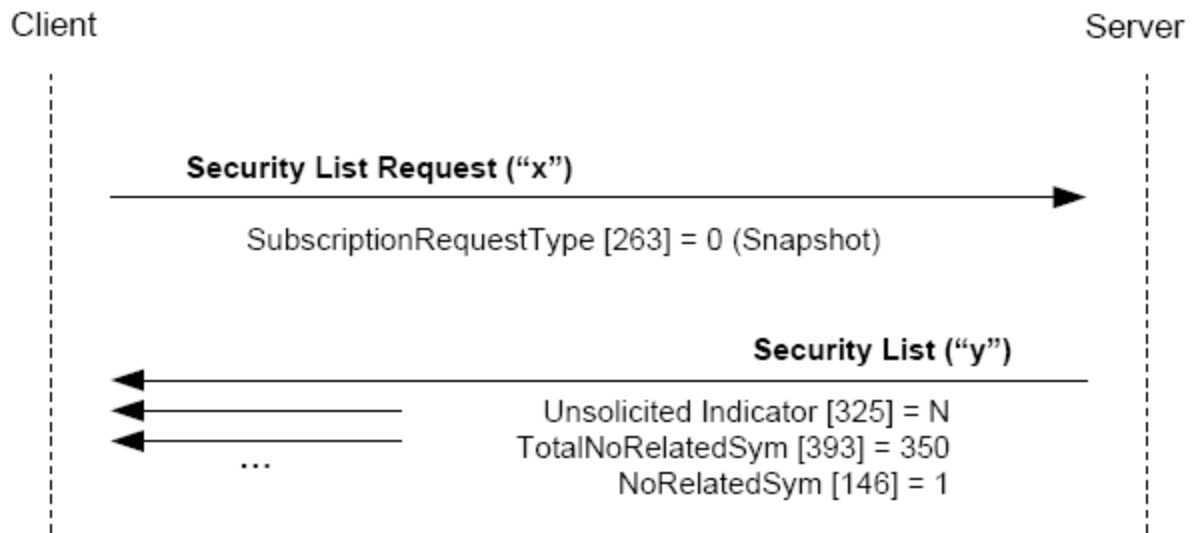 Client
Server
Security List Request (“x”)
SubscriptionRequestType [263] = 0 (Snapshot)
Security List (“y”)
Unsolicited Indicator [325] = N
TotalNoRelatedSym [393] = 350
NoRelatedSym [146] = 1
...